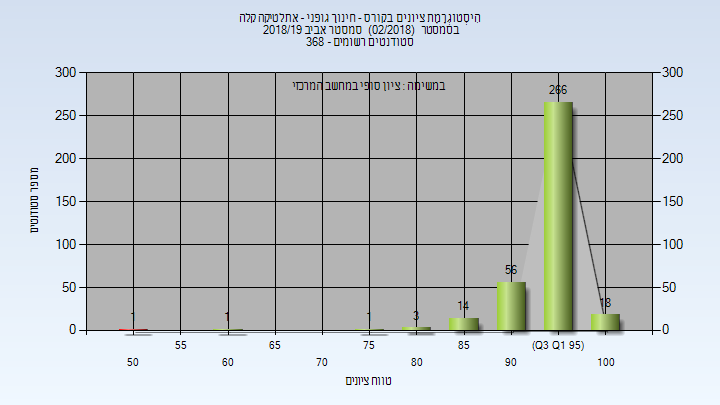 היסטוגרמת ציונים בקורס - חינוך גופני - אתלטיקה קלה
בסמסטר (02/2018) סמסטר אביב 2018/19
סטודנטים רשומים - 368
במשימה : ציון סופי במחשב המרכזי
מספר סטודנטים
300 300
250 250
200 200
150 150
100 100
50 50
0 0
1 1 1 3 14 56 266 18
55 65 75 85 (Q3 Q1 95)
50 60 70 80 90 100
טווח ציונים